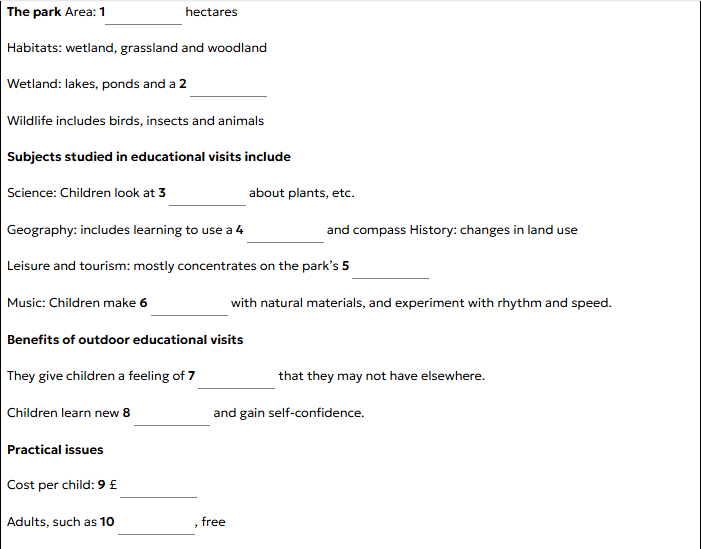 The park Area: 1__________ hectares
Habitats: wetland, grassland and woodland
Wetland: lakes, ponds and a 2 __________
Wildlife includes birds, insects and animals
Subjects studied in educational visits include
Science: Children look at 3 __________ about plants, etc.
Geography: includes learning to use a 4 __________ and compass History: changes in land use
Leisure and tourism: mostly concentrates on the park’s 5 __________
Music: Children make 6 __________ with natural materials, and experiment with rhythm and speed.
Benefits of outdoor educational visits
They give children a feeling of 7 __________ that they may not have elsewhere.
Children learn new 8 __________ and gain self-confidence.
Practical issues
Cost per child: 9 £ __________
Adults, such as 10 __________, free